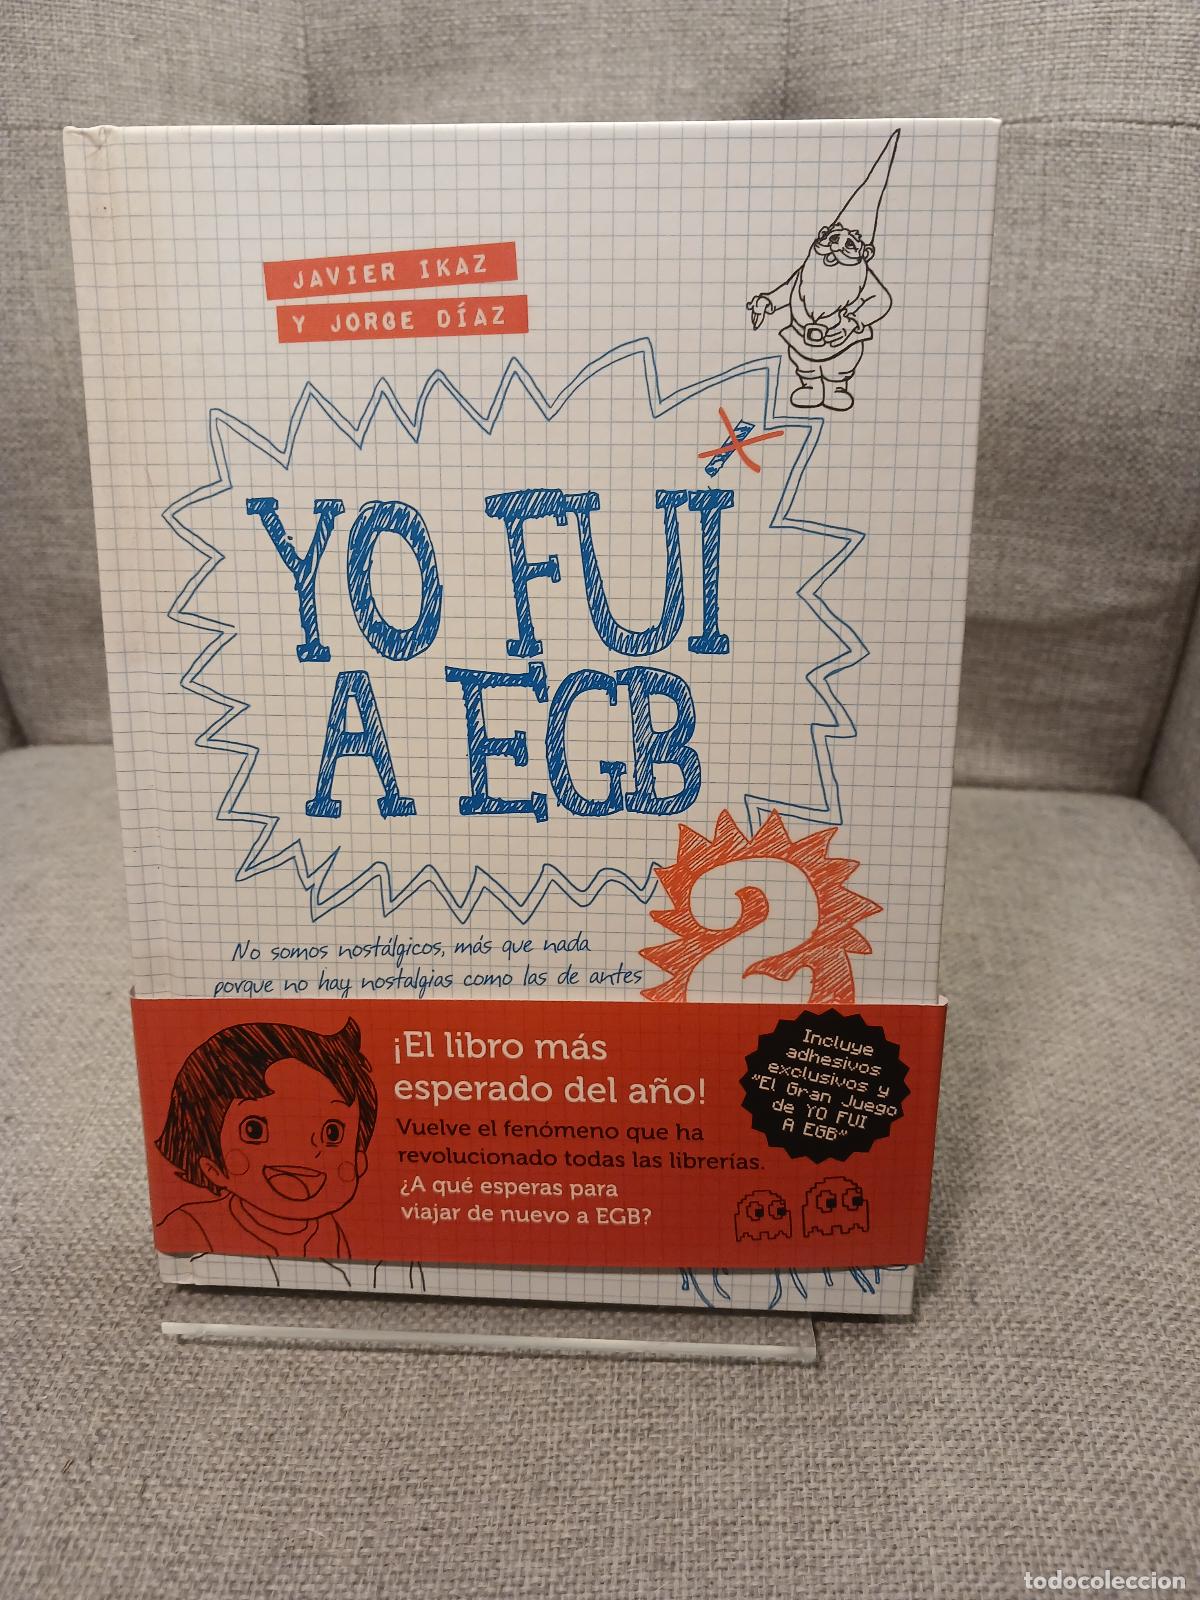 JAVIER IKAZ
Y JORGE DÍAZ
YO FUÍ
A EGB
2
No somos nostálgicos, más que nada
porque no hay nostalgias como las de antes
¡El libro más
esperado del año!
Vuelve el fenómeno que ha
revolucionado todas las librerías.
¿A qué esperas para
viajar de nuevo a EGB?
Incluye
adhesivos
exclusivos y
"El Gran Juego
de YO FUI
A EGB"
todocoleccion